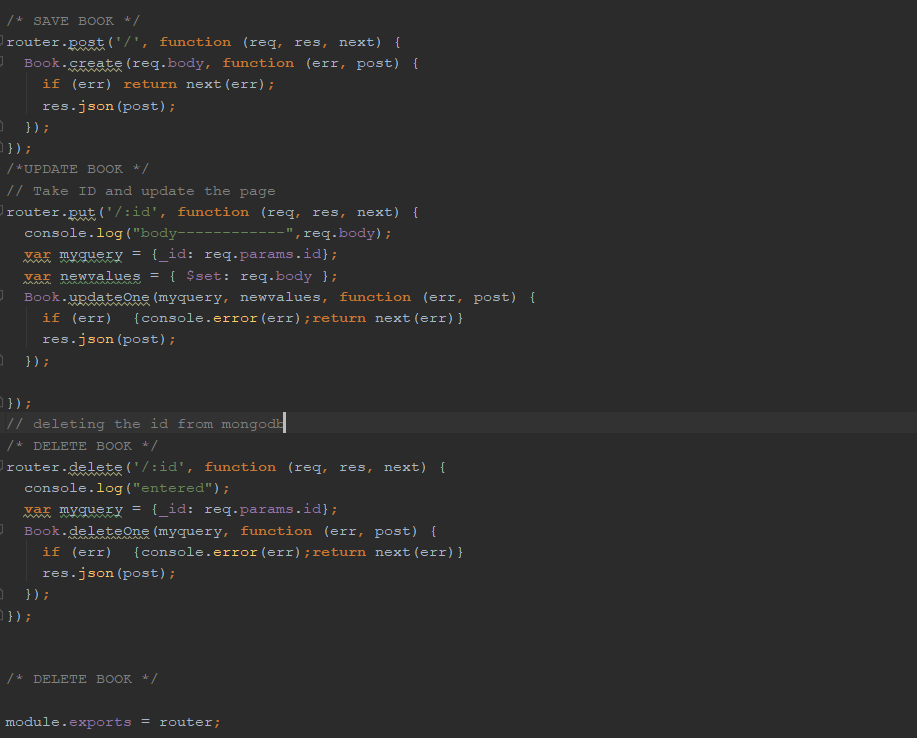 /* SAVE BOOK */
router.post('/', function (req, res, next) {
  Book.create(req.body, function (err, post) {
    if (err) return next(err);
    res.json(post);
  });
});
/*UPDATE BOOK */
// Take ID and update the page
router.put('/:id', function (req, res, next) {
  console.log("body------------",req.body);
  var myquery = {_id: req.params.id};
  var newvalues = { $set: req.body };
  Book.updateOne(myquery, newvalues, function (err, post) {
    if (err)  {console.error(err);return next(err)}
    res.json(post);
  });

});
// deleting the id from mongodb
/* DELETE BOOK */
router.delete('/:id', function (req, res, next) {
  console.log("entered");
  var myquery = {_id: req.params.id};
  Book.deleteOne(myquery, function (err, post) {
    if (err)  {console.error(err);return next(err)}
    res.json(post);
  });
});


/* DELETE BOOK */

module.exports = router;